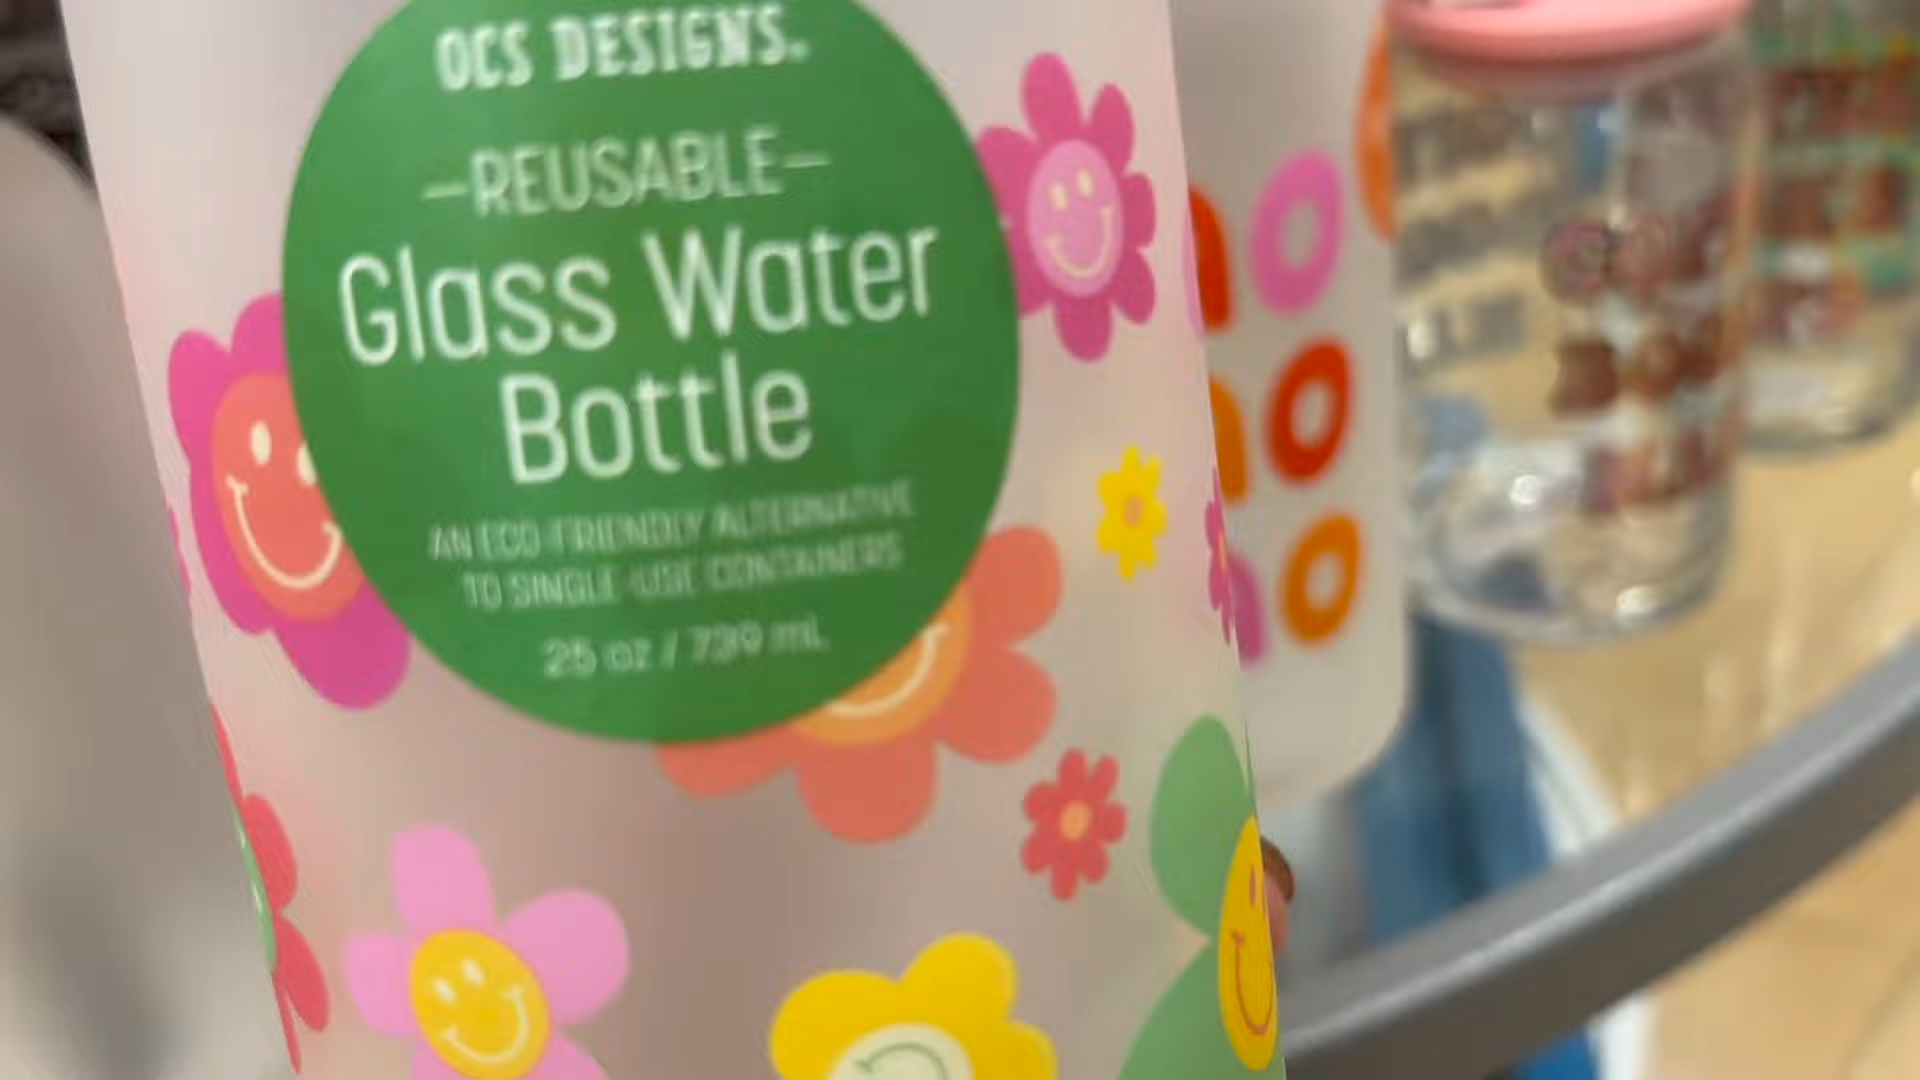 OCS DESIGNS.
—REUSABLE—
Glass Water
Bottle
AN ECO-FRIENDLY ALTERNATIVE
TO SINGLE-USE CONTAINERS
25 oz / 739 mL